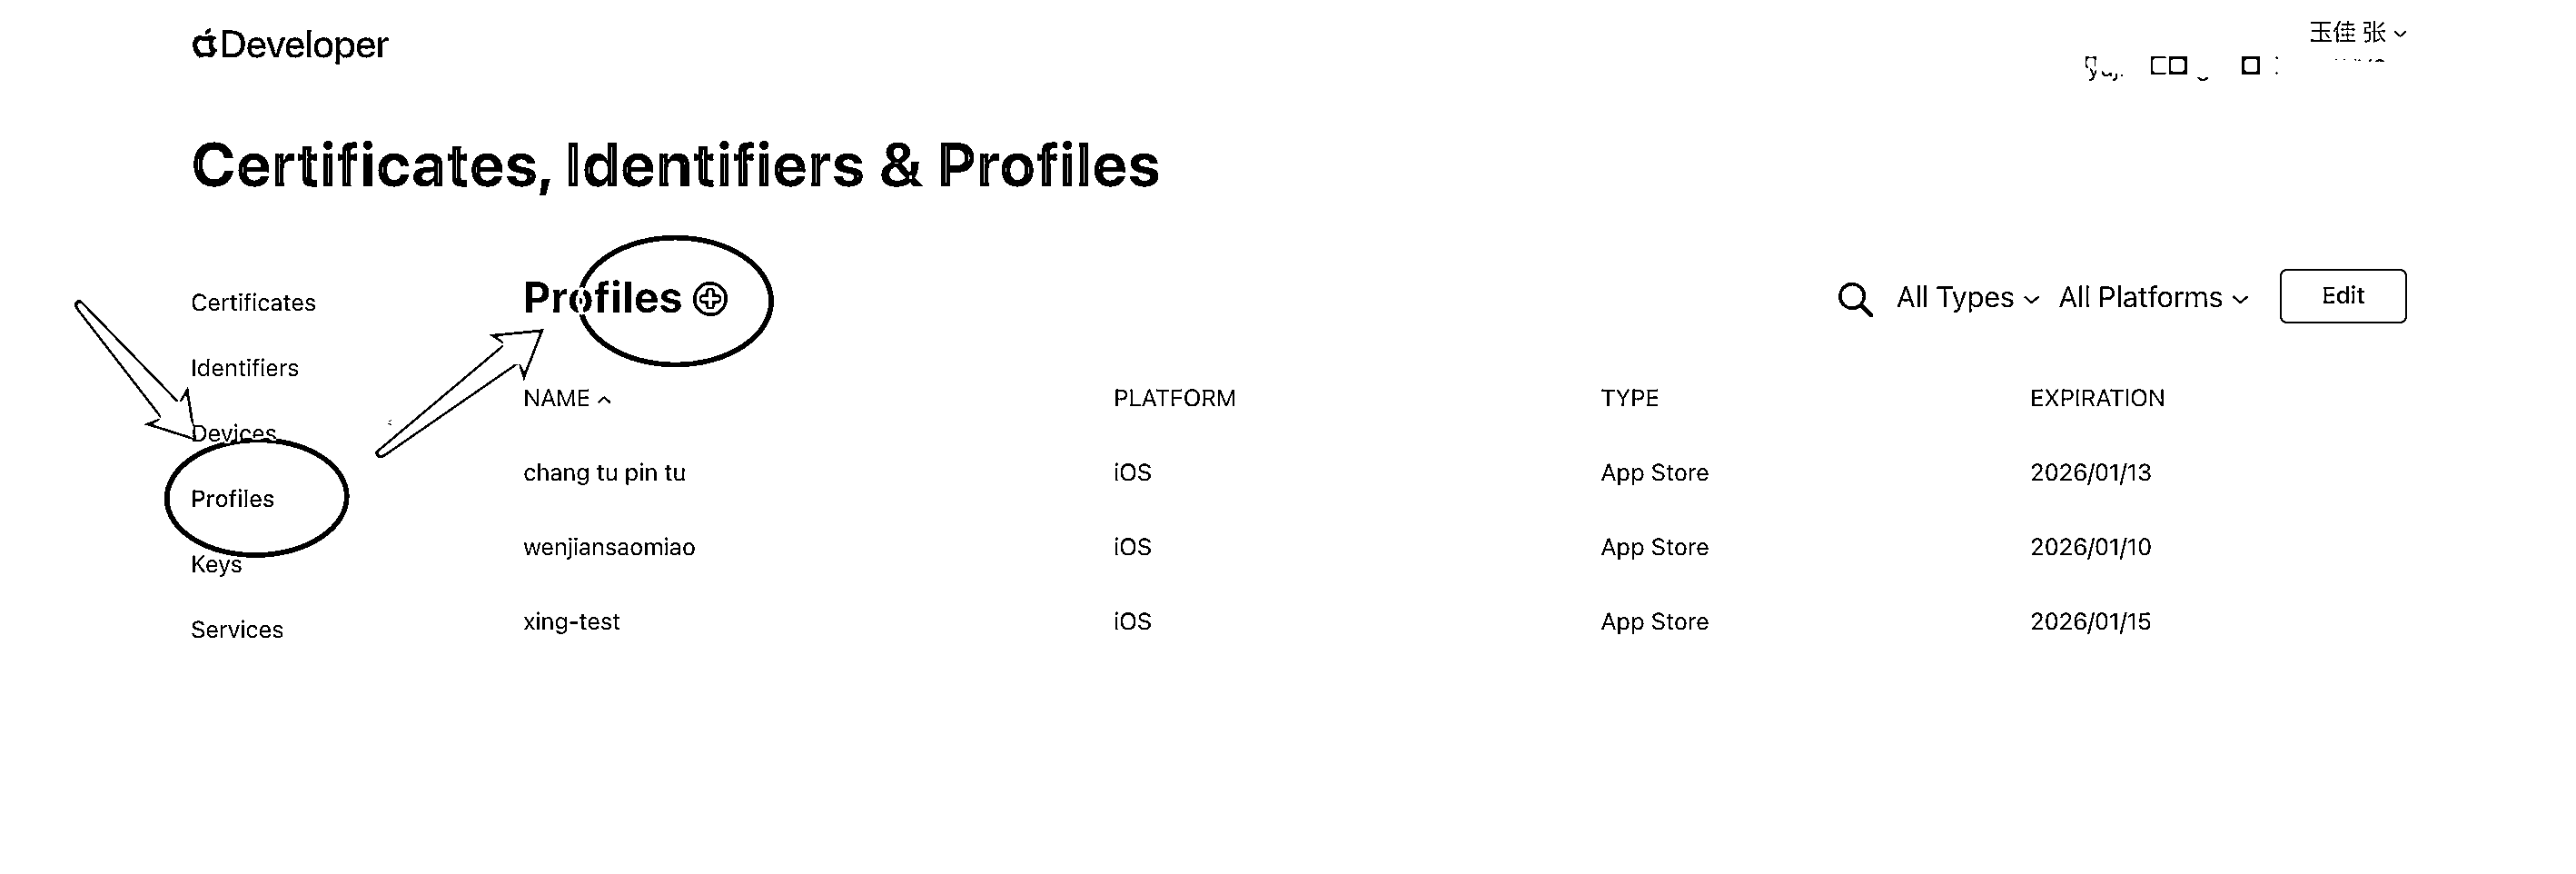 Developer
玉佳 张
Certificates, Identifiers & Profiles
Certificates
Identifiers
Devices
Profiles
Keys
Services
Profiles
All Types
All Platforms
Edit
NAME PLATFORM TYPE EXPIRATION
chang tu pin tu iOS App Store 2026/01/13
wenjiansaomiao iOS App Store 2026/01/10
xing-test iOS App Store 2026/01/15